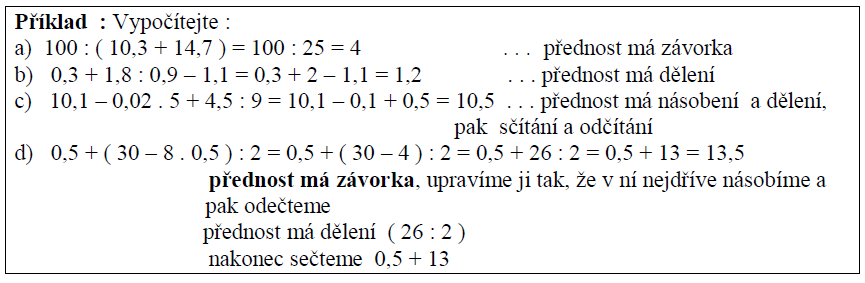 Příklad : Vypočítejte :
a) 100 : ( 10,3 + 14,7 ) = 100 : 25 = 4 . . . přednost má závorka
b) 0,3 + 1,8 : 0,9 – 1,1 = 0,3 + 2 – 1,1 = 1,2 . . . přednost má dělení
c) 10,1 – 0,02 . 5 + 4,5 : 9 = 10,1 – 0,1 + 0,5 = 10,5 . . . přednost má násobení a dělení,
pak sčítání a odčítání
d) 0,5 + ( 30 – 8 . 0,5 ) : 2 = 0,5 + ( 30 – 4 ) : 2 = 0,5 + 26 : 2 = 0,5 + 13 = 13,5
přednost má závorka, upravíme ji tak, že v ní nejdříve násobíme a
pak odečteme
přednost má dělení ( 26 : 2 )
nakonec sečteme 0,5 + 13